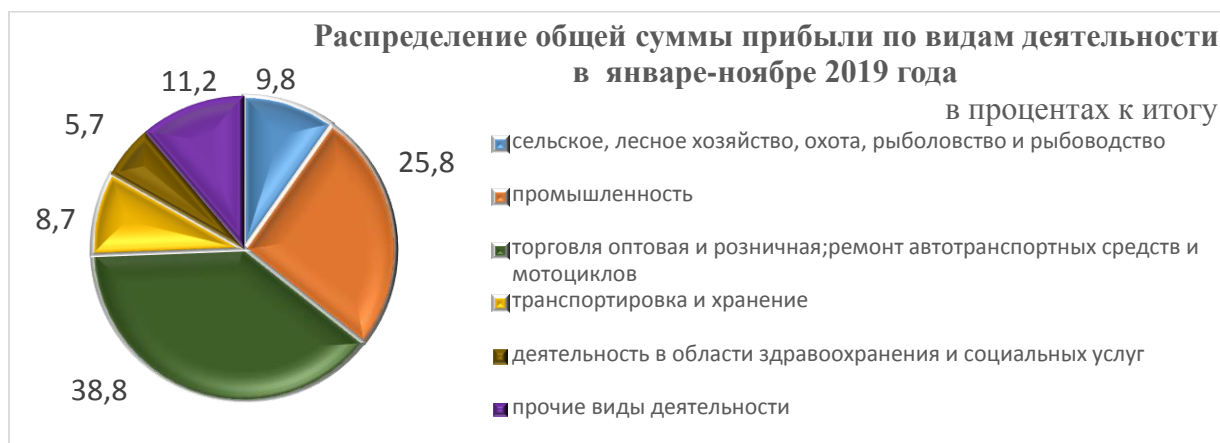 Распределение общей суммы прибыли по видам деятельности
в январе-ноябре 2019 года
в процентах к итогу
9,8
25,8
38,8
8,7
5,7
11,2
сельское, лесное хозяйство, охота, рыболовство и рыбоводство
промышленность
торговля оптовая и розничная;ремонт автотранспортных средств и
мотоциклов
транспортировка и хранение
деятельность в области здравоохранения и социальных услуг
прочие виды деятельности